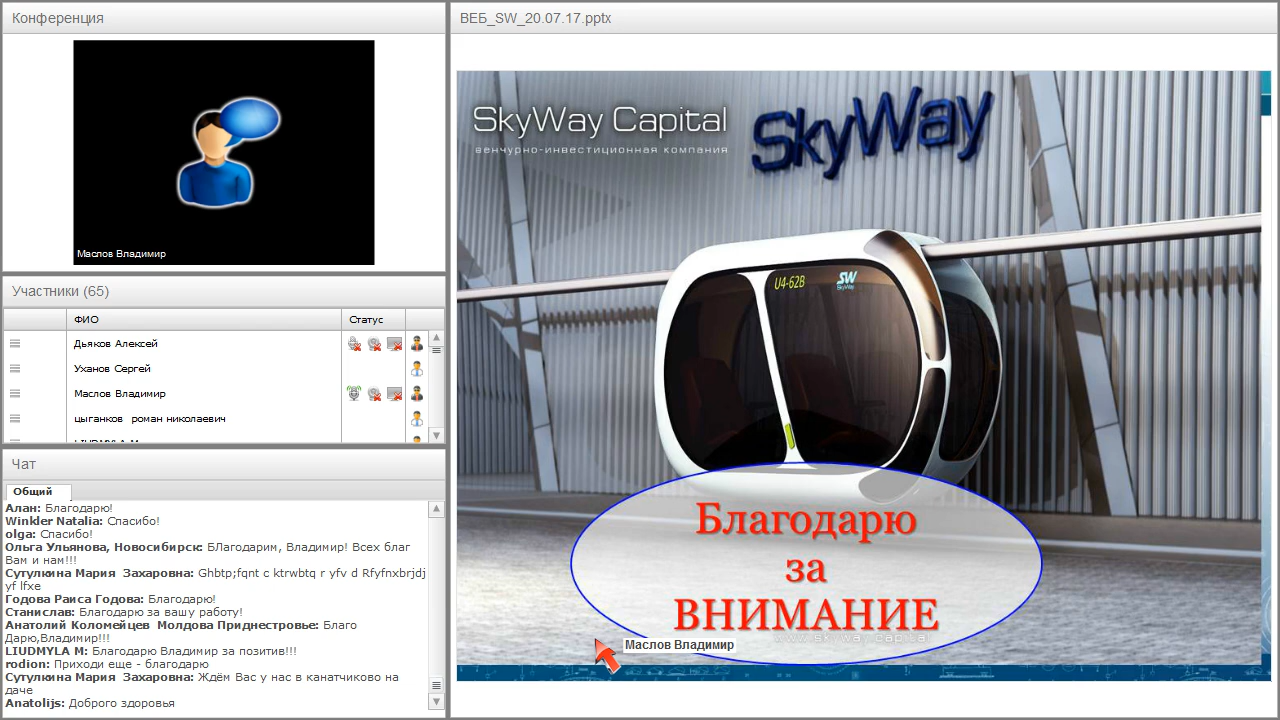 Конференция
Маслов Владимир
Участники (65)
ФИО
Статус
Дьяков Алексей
Уханов Сергей
Маслов Владимир
цыганков роман николаевич
Чат
Общий
Алан: Благодарю!
Winkler Natalia: Спасибо!
olga: Спасибо!
Ольга Ульянова, Новосибирск: БЛагодарим, Владимир! Всех благ
Вам и нам!!!
Сутулкина Мария Захаровна: Ghbtp;fqnt c ktrwbtq r yfv d Rfyfnxbrjdj
yf lfxe
Годова Раиса Годова: Благодарю!
Станислав: Благодарю за вашу работу!
Анатолий Коломейцев Молдова Приднестровье: Благо
Дарю,Владимир!!!
LIUDMYLA M: Благодарю Владимир за позитив!!!
rodion: Приходи еще - благодарю
Сутулкина Мария Захаровна: Ждём Вас у нас в канатчиково на
даче
Anatolijs: Доброго здоровья
ВЕБ_SW_20.07.17.pptx
SkyWay Capital
венчурно-инвестиционная компания
SkyWay
U4-62B
SW
SkyWay
Благодарю
за
ВНИМАНИЕ
www.skyway.capital
Маслов Владимир